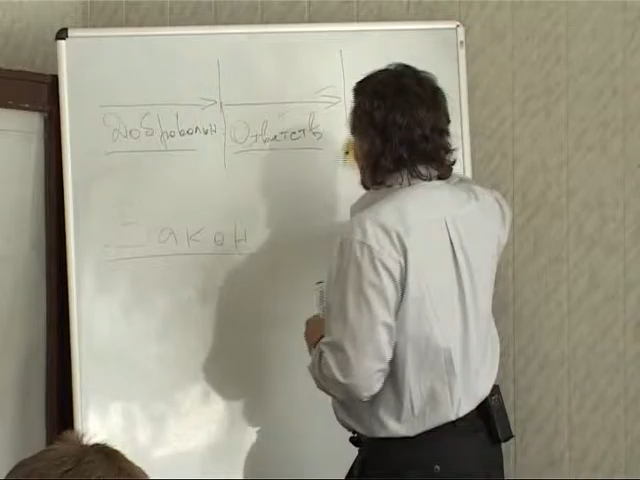 Добровольн Ответств
Закон